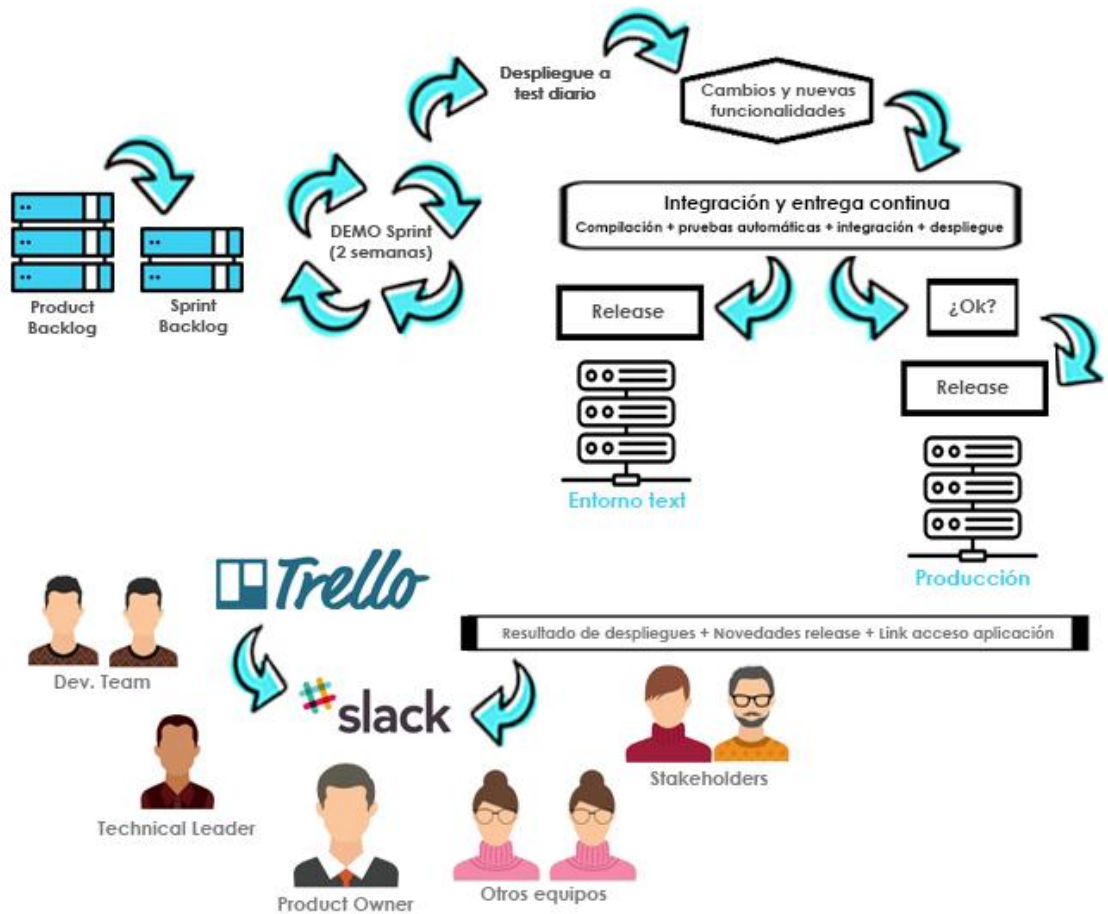 Despliegue a
test diario
Cambios y nuevas
funcionalidades
Integración y entrega continua
Compilación + pruebas automáticas + integración + despliegue
DEMO Sprint
(2 semanas)
Product
Backlog
Sprint
Backlog
Release
¿Ok?
Release
Entorno text
Producción
Trello
Resultado de despliegues + Novedades release + Link acceso aplicación
Dev. Team
slack
Stakeholders
Technical Leader
Product Owner
Otros equipos